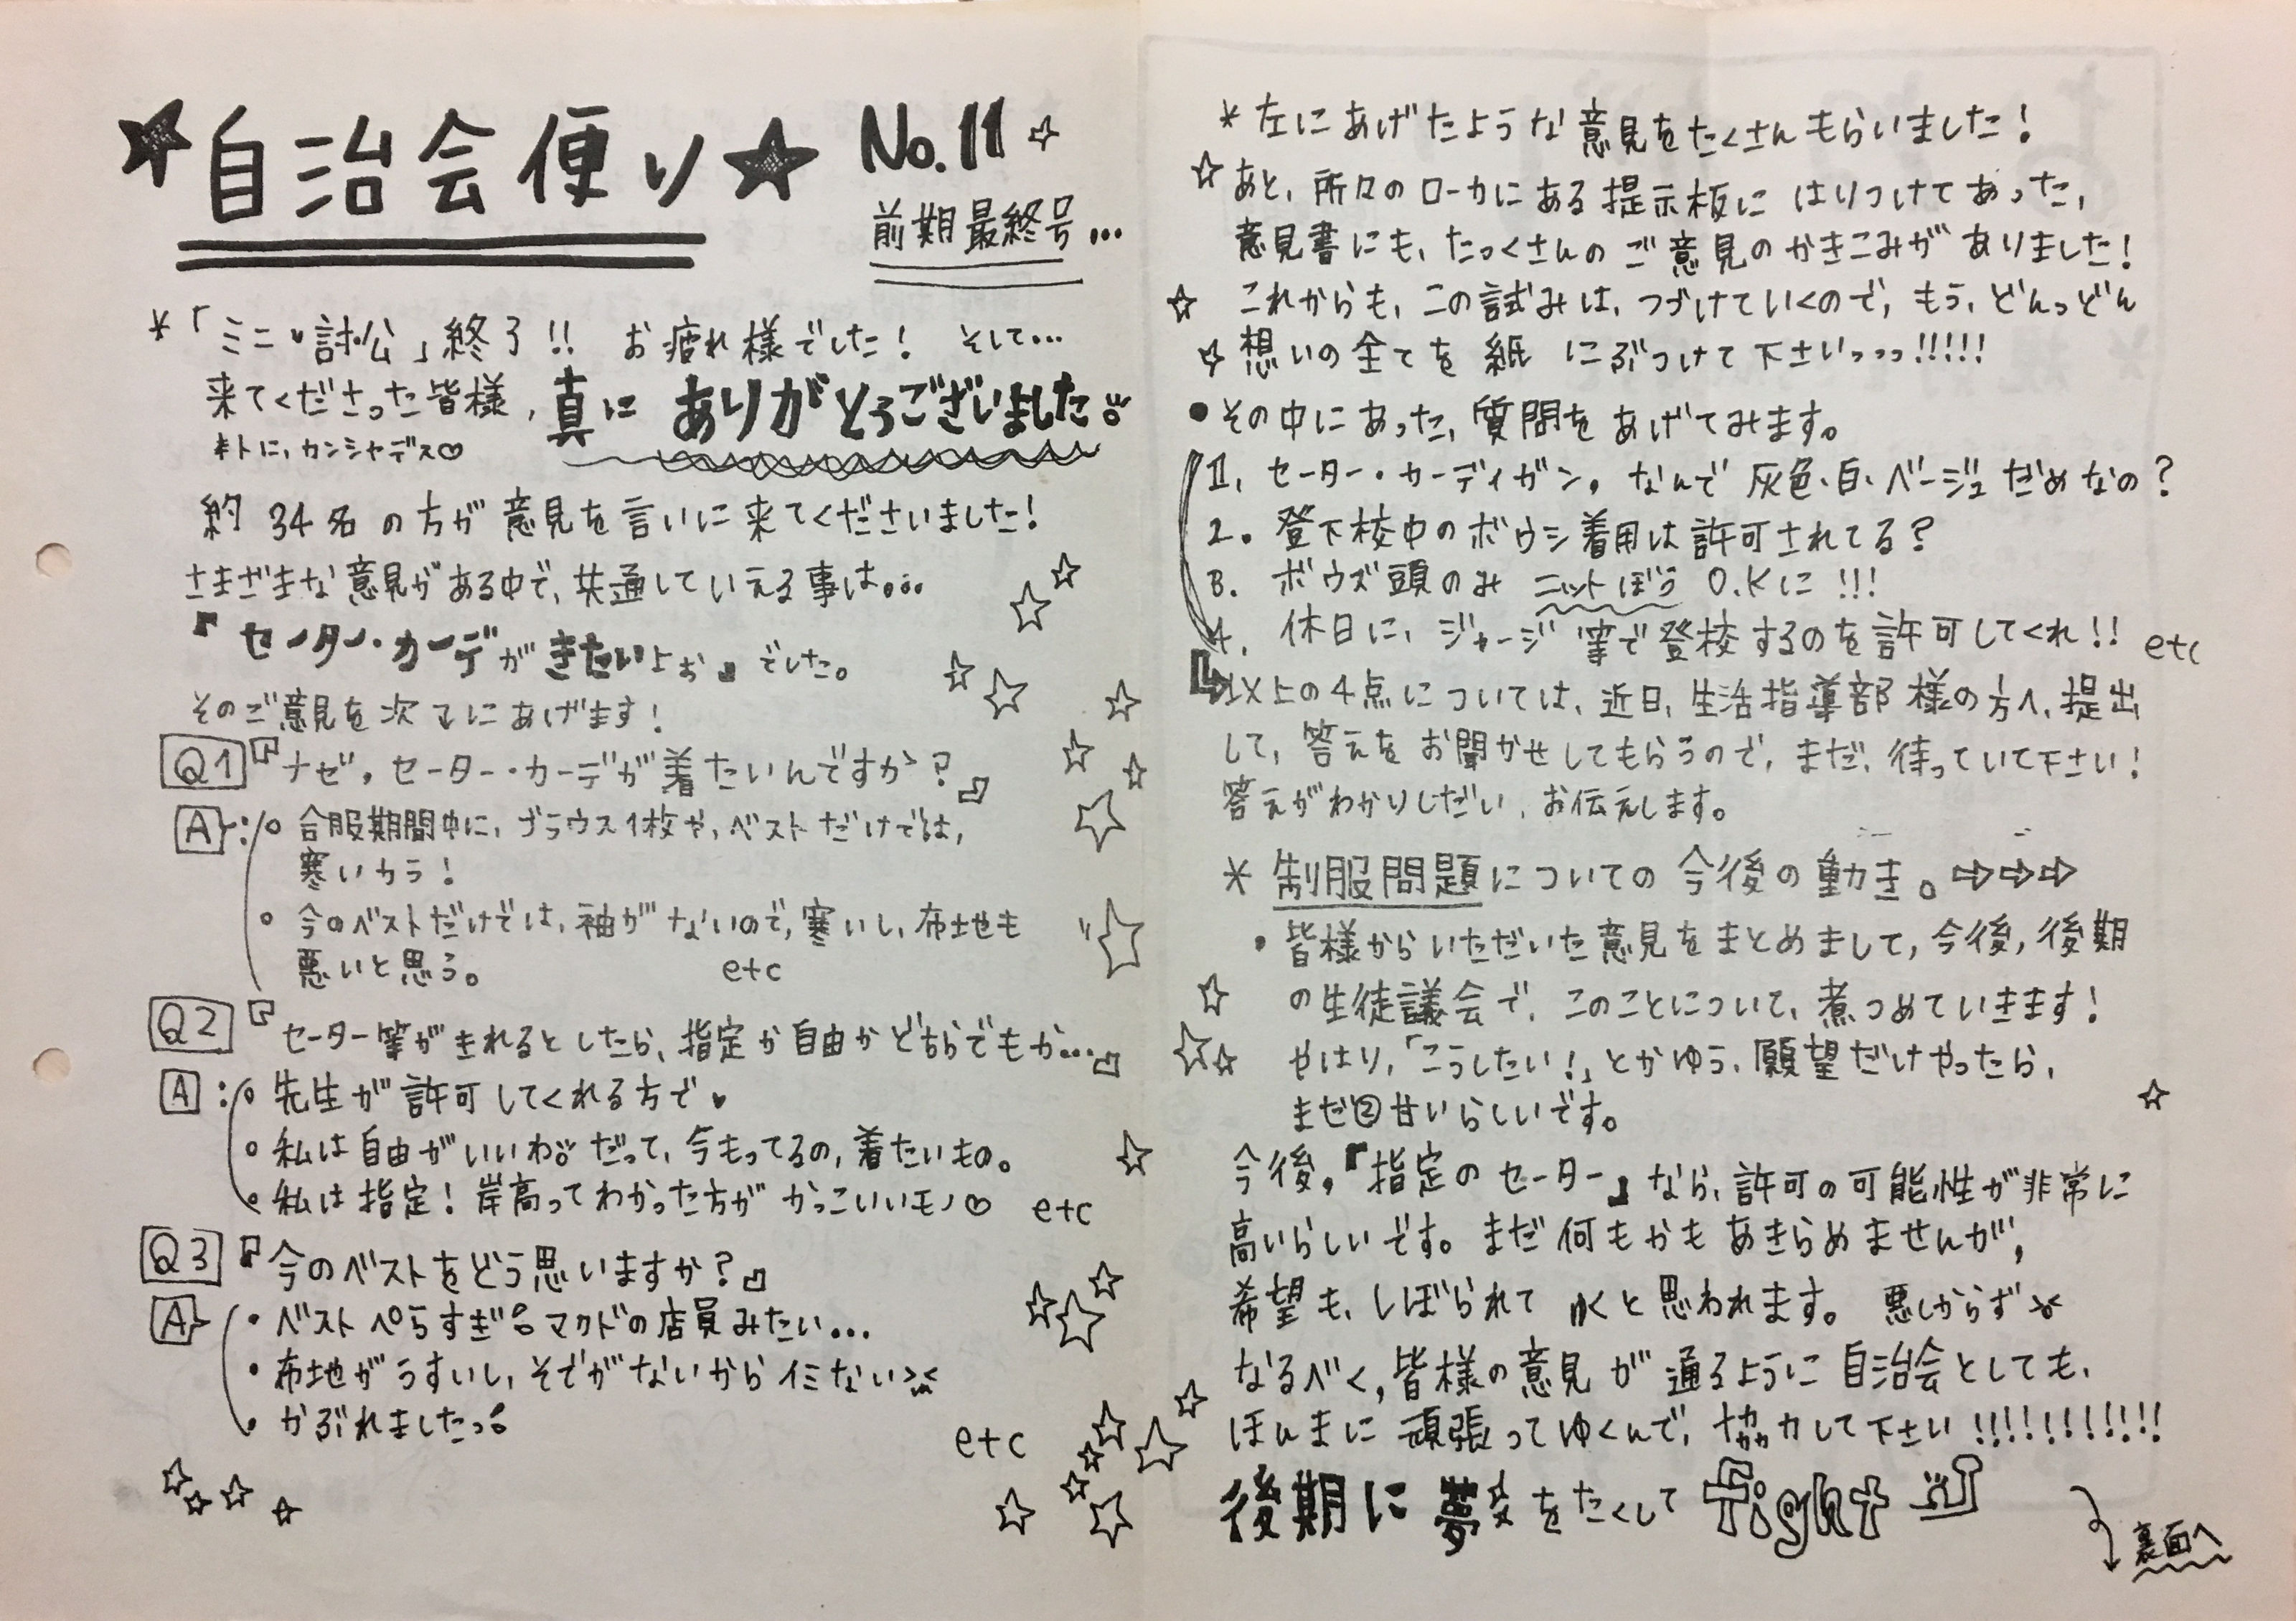 ★自治会便り★ No.11
前期最終号…
*「ミニ討公」終了!! お疲れ様でした! そして…
来てくださった皆様, 真に ありがとうございました。
キトに, カンシャデス♡
約 34名 の方が 意見を言いに来てくださいました!
さまざまな意見がある中で、共通していえる事は….
『セーター・カーデがきたいよぉ』でした。
そのご意見を次々にあげます!
Q1『ナゼ, セーター・カーデが着たいんですか?』
A:。合服期間中に, ブラウス1枚や, ベストだけでは,
寒いカラ!
。今のベストだけでは, 袖がないので, 寒いし, 布地も
悪いと思う。 etc
Q2『セーター等がきれるとしたら, 指定か自由かどちらでもか…』
A:。先生が許可してくれる方で♥
。私は自由がいいわ。だって, 今もってるの, 着たいもの。
・私は指定! 岸高ってわかった方がかっこいいモノ♡ etc
Q3『今のベストをどう思いますか?』
A ・ベストペらすぎ マクドの店員みたい…
・布地がうすいし, そでがないからイミない><
・かぶれましたっ
etc
*左にあげたような意見をたくさんもらいました!
☆あと, 所々のローカにある提示板に はりつけてあった,
意見書にも, たっくさんのご意見のかきこみがありました!
☆これからも, この試みは, つづけていくので, もう, どんっどん
☆想いの全てを紙にぶつけて下さいっっっ!!!!!
●その中にあった, 質問をあげてみます。
1. セーター・カーディガン。なんで灰色、白、ベージュだめなの?
2. 登下校中のボウシ着用は許可されてる?
3. ボウズ頭のみ ニットぼう O.Kに!!!
4. 休日に, ジャージ等で登校するのを許可してくれ!! etc
以上の4点については, 近日, 生活指導部様の方へ, 提出
して, 答えをお聞かせしてもらうので, まだ, 待っていて下さい!
答えがわかりしだい, お伝えします。
*制服問題についての今後の動き。⇨⇨⇨
・皆様からいただいた意見をまとめまして, 今後, 後期
の生徒議会で, このことについて, 煮つめていきます!
やはり, 「こうしたい!」とかゆう, 願望だけやったら,
まだ②甘いらしいです。
今後,『指定のセーター』なら, 許可の可能性が非常に
高いらしいです。まだ何もかもあきらめませんが,
希望も, しぼられてゆくと思われます。 悪しからず
なるべく, 皆様の意見が通るように自治会としても,
ほんまに頑張ってゆくんで, 協力して下さい!!!!!!!!!!!
後期に夢をたくして fight
裏面へ